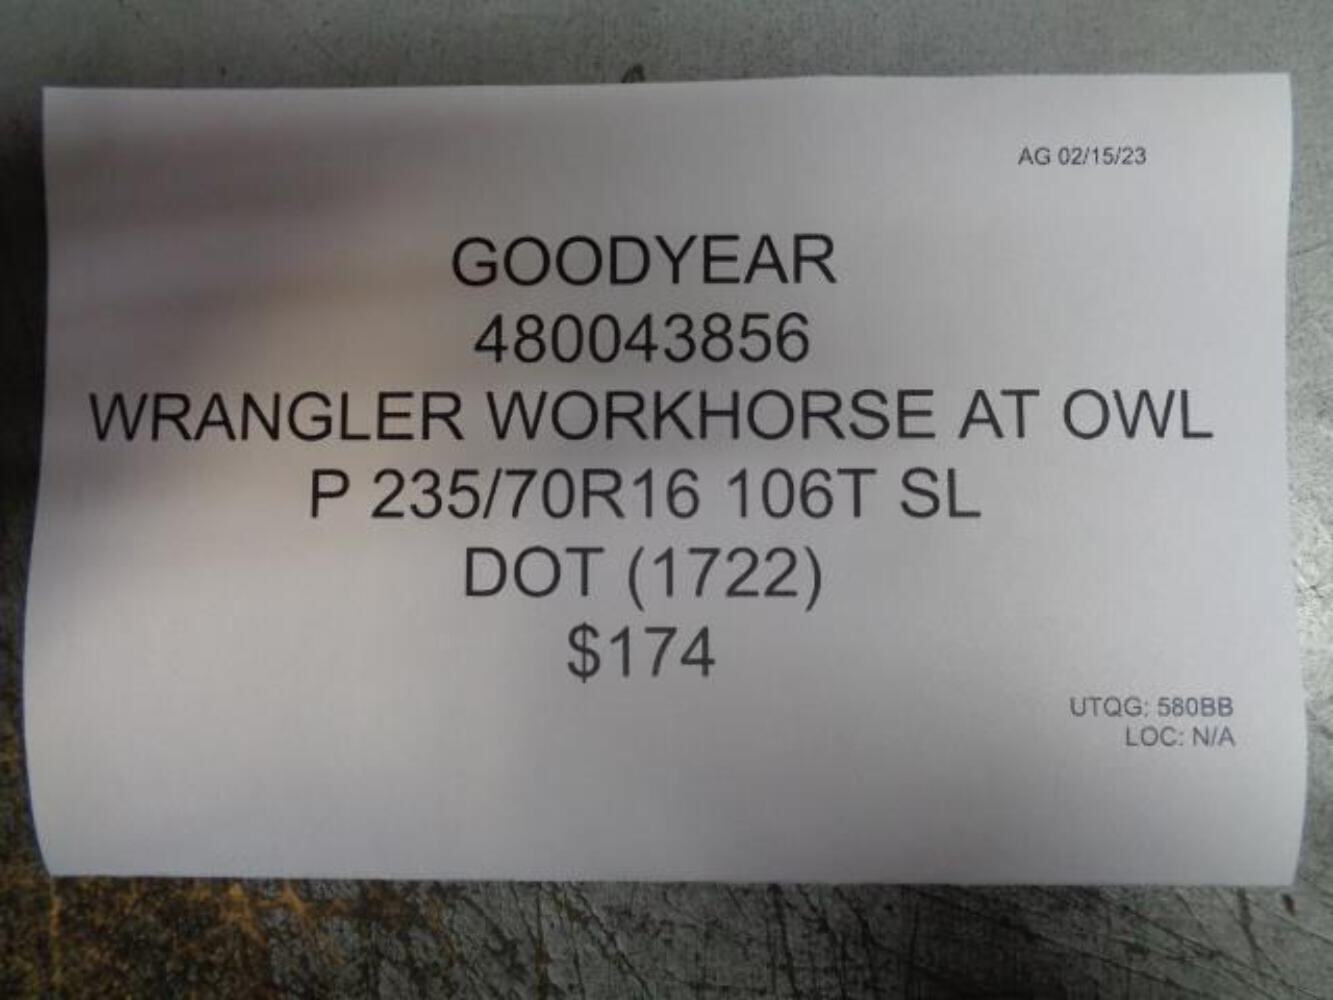 AG 02/15/23
GOODYEAR
480043856
WRANGLER WORKHORSE AT OWL
P 235/70R16 106T SL
DOT (1722)
$174
UTQG: 580BB
LOC: N/A